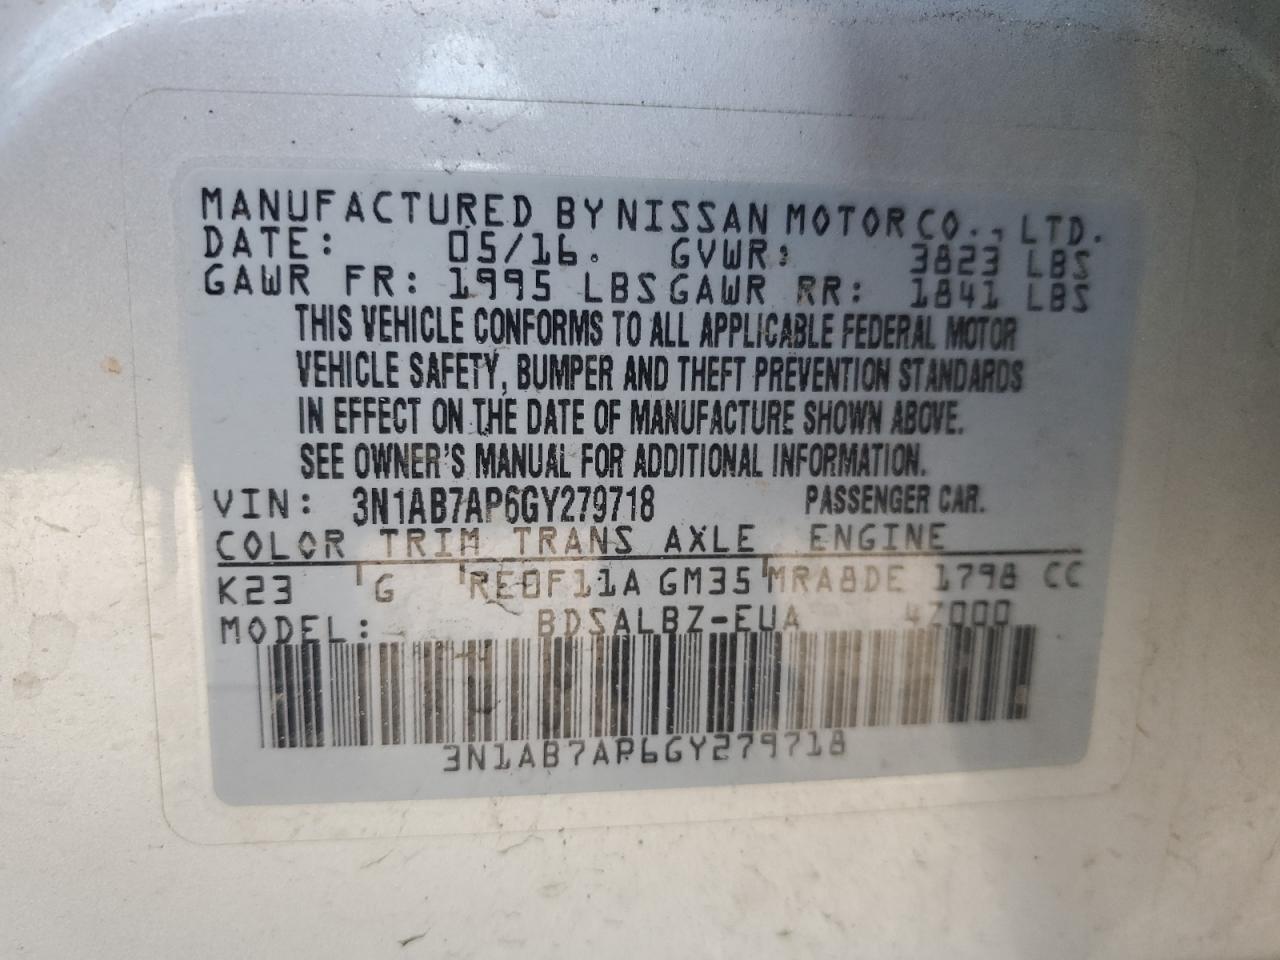 MANUFACTURED BY NISSAN MOTOR CO., LTD.
DATE: 05/16. GVWR: 3823 LBS
GAWR FR: 1995 LBS GAWR RR: 1841 LBS
THIS VEHICLE CONFORMS TO ALL APPLICABLE FEDERAL MOTOR
VEHICLE SAFETY, BUMPER AND THEFT PREVENTION STANDARDS
IN EFFECT ON THE DATE OF MANUFACTURE SHOWN ABOVE.
SEE OWNER'S MANUAL FOR ADDITIONAL INFORMATION.
VIN: 3N1AB7AP6GY279718 PASSENGER CAR.
COLOR TRIM TRANS AXLE ENGINE
K23 G RE0F11A GM35 MRA8DE 1798 CC
MODEL: BDSALBZ-EUA 4Z000
3N1AB7AP6GY279718